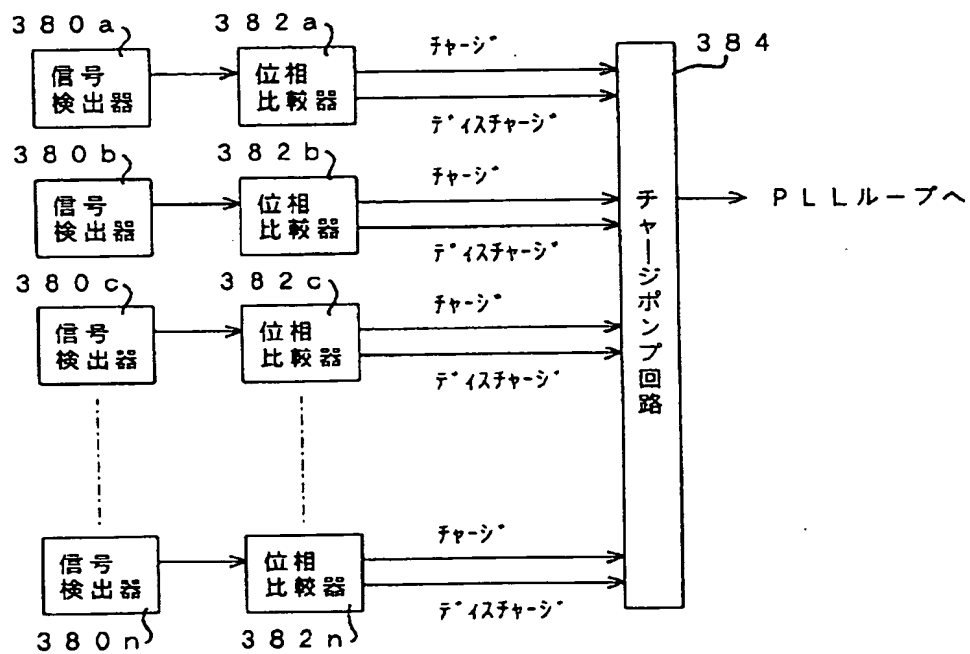 ３８０ａ
３８２ａ
３８４
信号
検出器
位相
比較器
チャージ
ディスチャージ
３８０ｂ
３８２ｂ
信号
検出器
位相
比較器
チャージ
ディスチャージ
チャージポンプ回路
ＰＬＬループへ
３８０ｃ
３８２ｃ
信号
検出器
位相
比較器
チャージ
ディスチャージ
信号
検出器
位相
比較器
チャージ
ディスチャージ
３８０ｎ
３８２ｎ